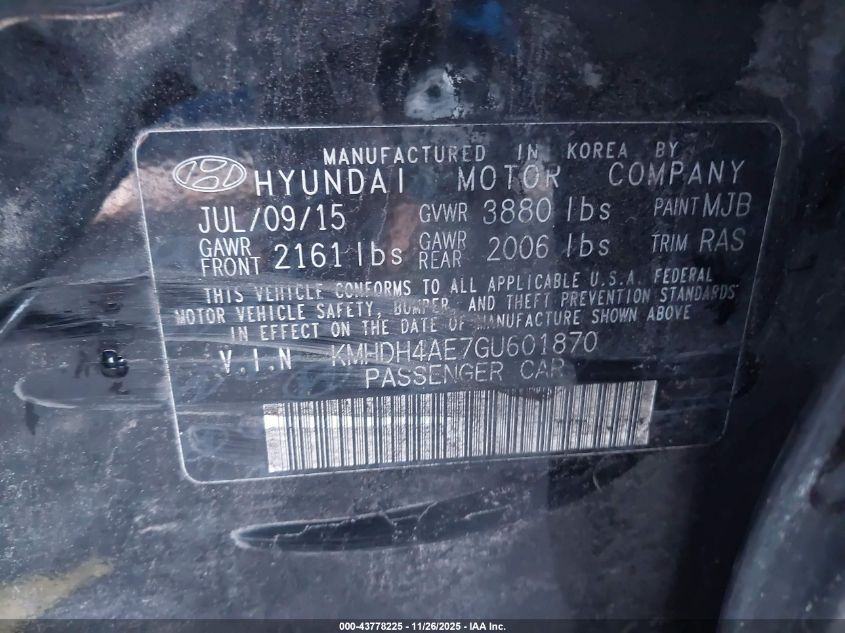 MANUFACTURED IN KOREA BY
HYUNDAI MOTOR COMPANY
JUL/09/15 GVWR 3880 lbs PAINT MJB
GAWR FRONT 2161 lbs GAWR REAR 2006 lbs TRIM RAS
THIS VEHICLE CONFORMS TO ALL APPLICABLE U.S.A. FEDERAL
MOTOR VEHICLE SAFETY, BUMPER, AND THEFT PREVENTION STANDARDS
IN EFFECT ON THE DATE OF MANUFACTURE SHOWN ABOVE
V.I.N KMHDH4AE7GU601870
PASSENGER CAR
000-43778225 - 11/26/2025 - IAA Inc.